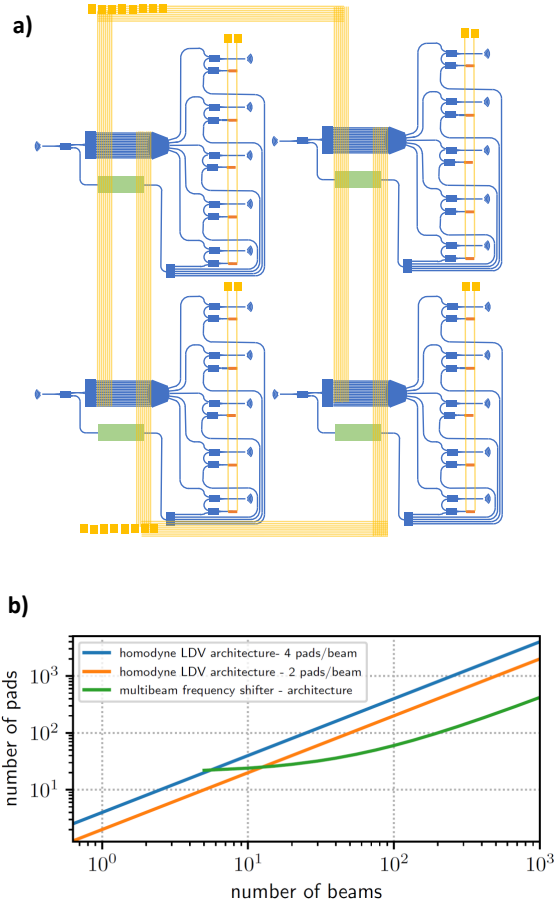 a)
b)
homodyne LDV architecture- 4 pads/beam
homodyne LDV architecture - 2 pads/beam
multibeam frequency shifter - architecture
number of pads
10³
10²
10¹
10⁰
10¹
10²
10³
number of beams